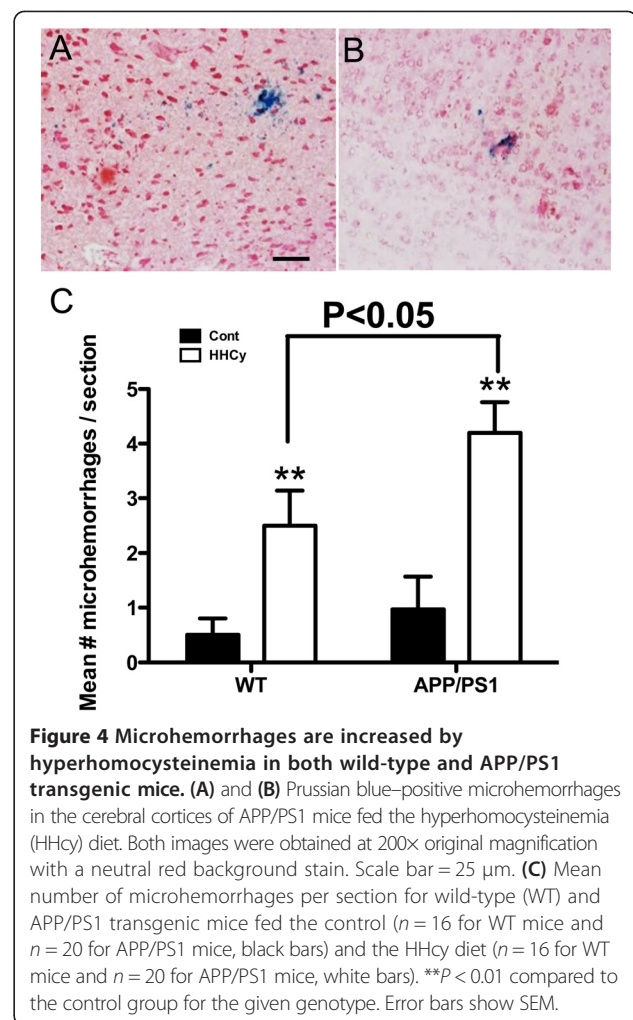 A
B
C
P<0.05
Cont
HHCy
Mean # microhemorrhages / section
5
4
3
2
1
0
**
**
WT
APP/PS1
Figure 4 Microhemorrhages are increased by
hyperhomocysteinemia in both wild-type and APP/PS1
transgenic mice. (A) and (B) Prussian blue–positive microhemorrhages
in the cerebral cortices of APP/PS1 mice fed the hyperhomocysteinemia
(HHcy) diet. Both images were obtained at 200× original magnification
with a neutral red background stain. Scale bar = 25 μm. (C) Mean
number of microhemorrhages per section for wild-type (WT) and
APP/PS1 transgenic mice fed the control (n = 16 for WT mice and
n = 20 for APP/PS1 mice, black bars) and the HHcy diet (n = 16 for WT
mice and n = 20 for APP/PS1 mice, white bars). **P < 0.01 compared to
the control group for the given genotype. Error bars show SEM.